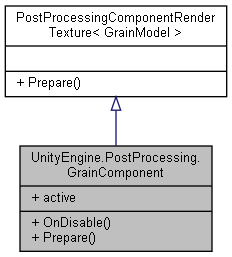 PostProcessingComponentRender
Texture< GrainModel >
+ Prepare()
UnityEngine.PostProcessing.
GrainComponent
+ active
+ OnDisable()
+ Prepare()